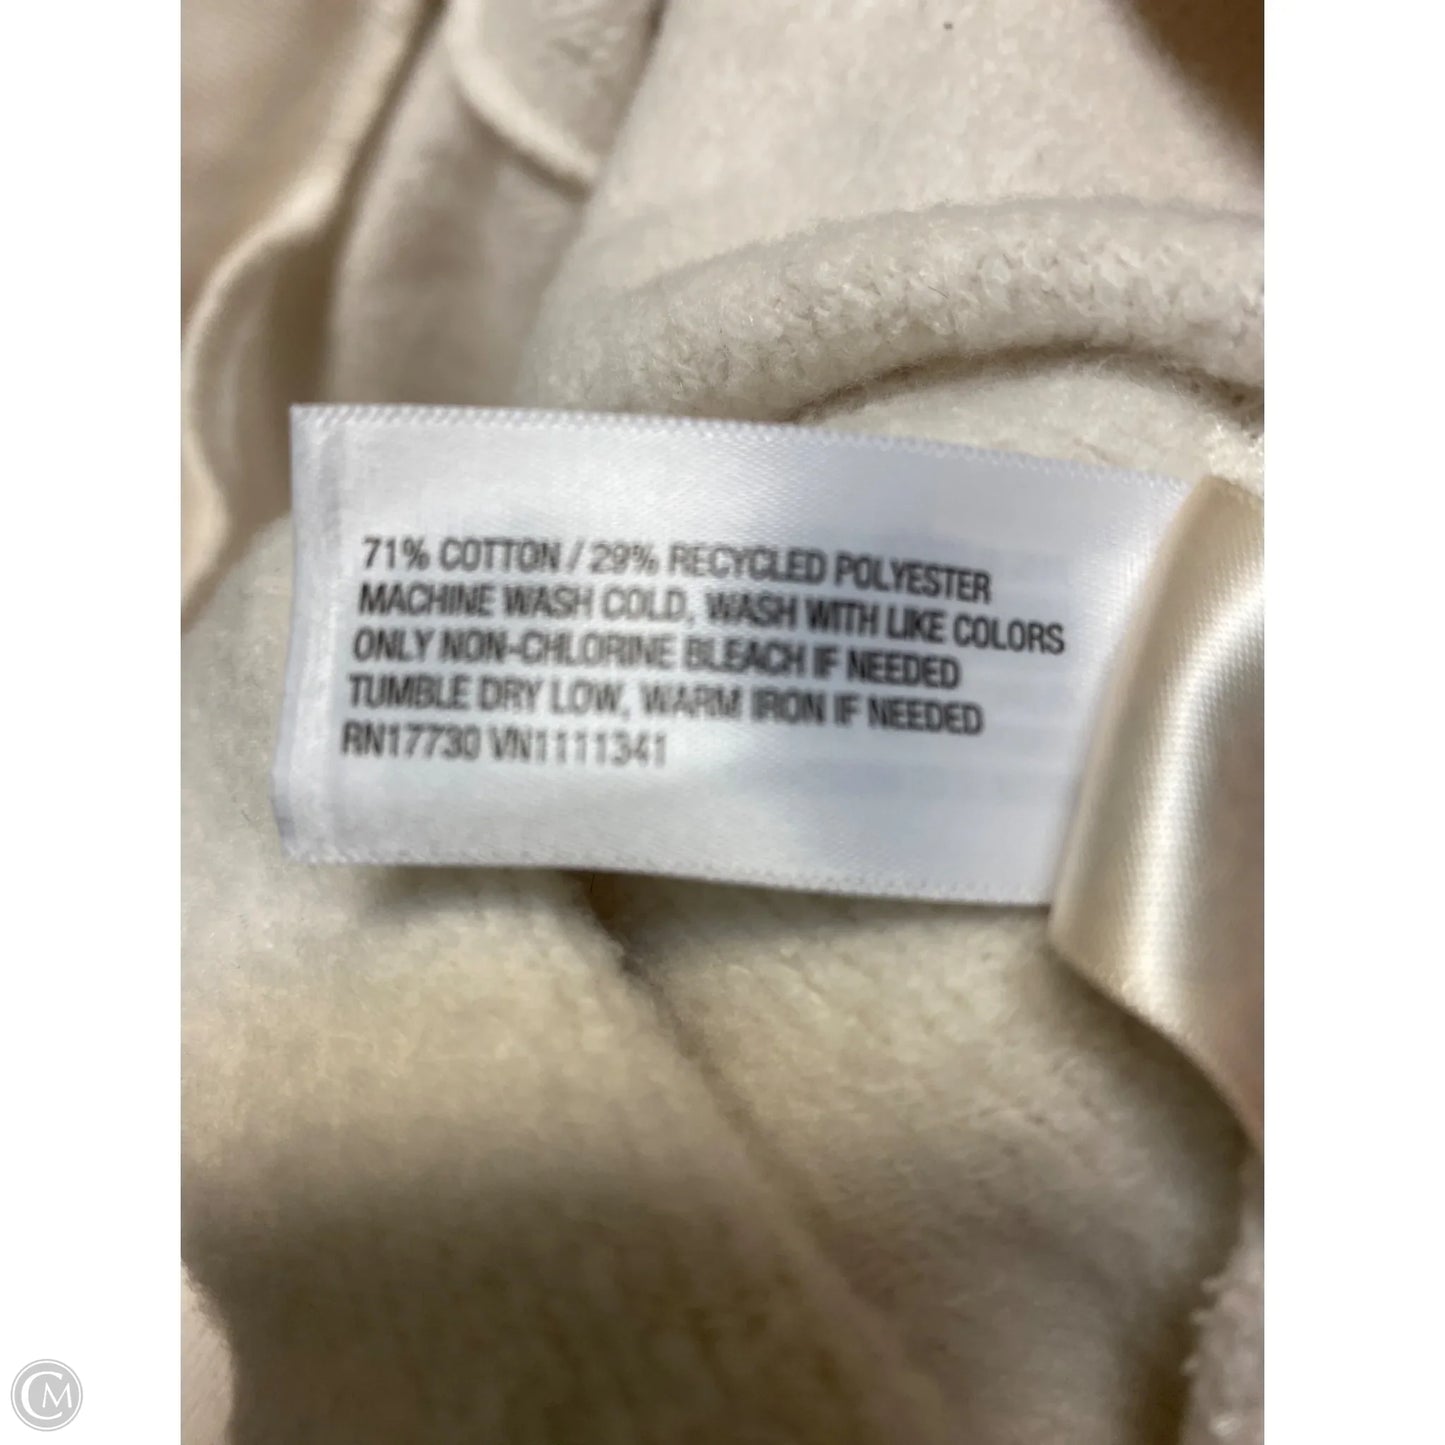 71% COTTON / 29% RECYCLED POLYESTER
MACHINE WASH COLD, WASH WITH LIKE COLORS
ONLY NON-CHLORINE BLEACH IF NEEDED
TUMBLE DRY LOW, WARM IRON IF NEEDED
RN17730 VN1111341
CM